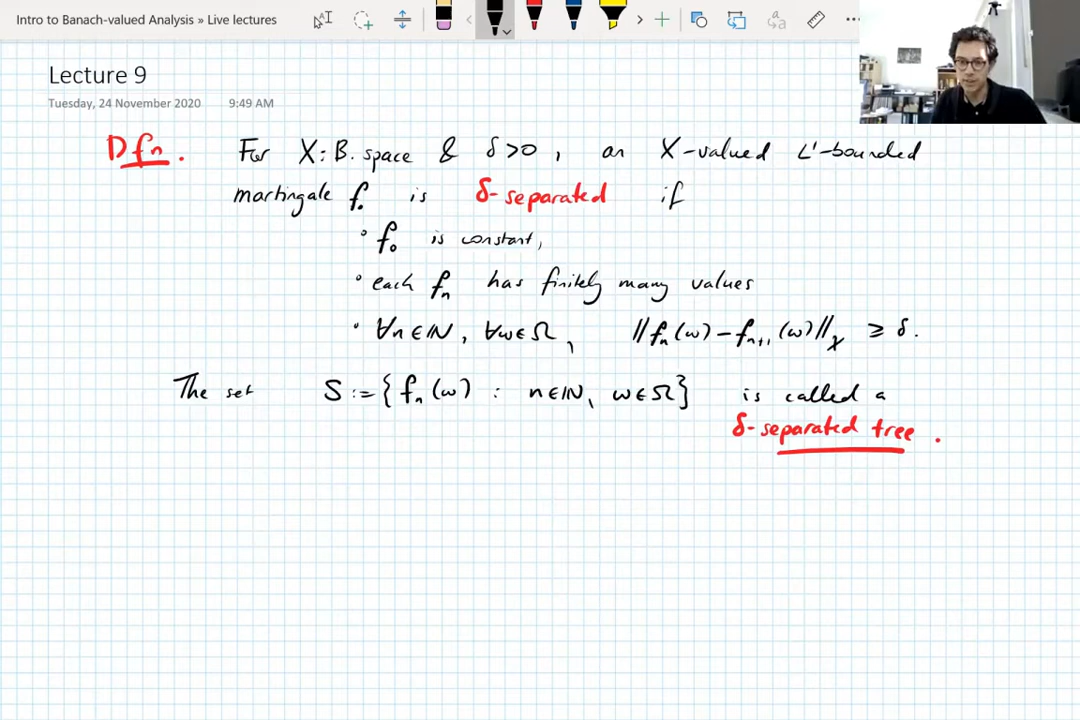 Intro to Banach-valued Analysis » Live lectures
Lecture 9
Tuesday, 24 November 2020 9:49 AM
Dfn. For X: B. space & δ>0, an X-valued L¹-bounded
martingale f. is δ-separated if
• f₀ is constant,
• each fₙ has finitely many values
• ∀n∈ℕ, ∀ω∈Ω, ||fₙ(ω) - fₙ₊₁(ω)||_X ≥ δ.
The set S := {fₙ(ω) : n∈ℕ, ω∈Ω} is called a
δ-separated tree.